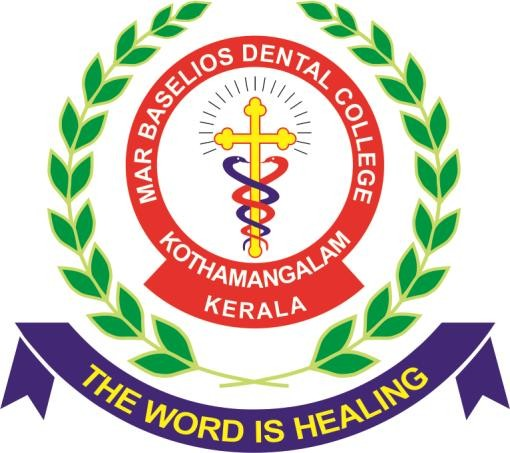 MAR BASELIOS DENTAL COLLEGE
KOTHAMANGALAM
KERALA
THE WORD IS HEALING